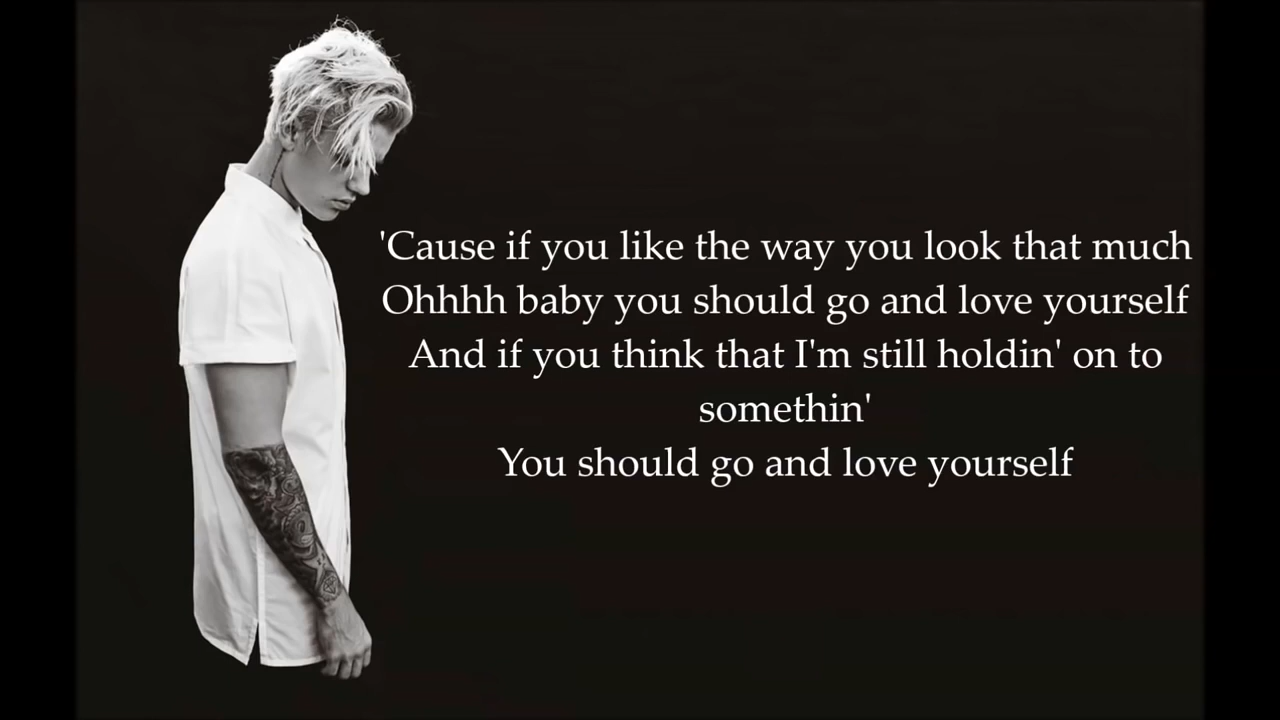 'Cause if you like the way you look that much
Ohhhh baby you should go and love yourself
And if you think that I'm still holdin' on to
somethin'
You should go and love yourself